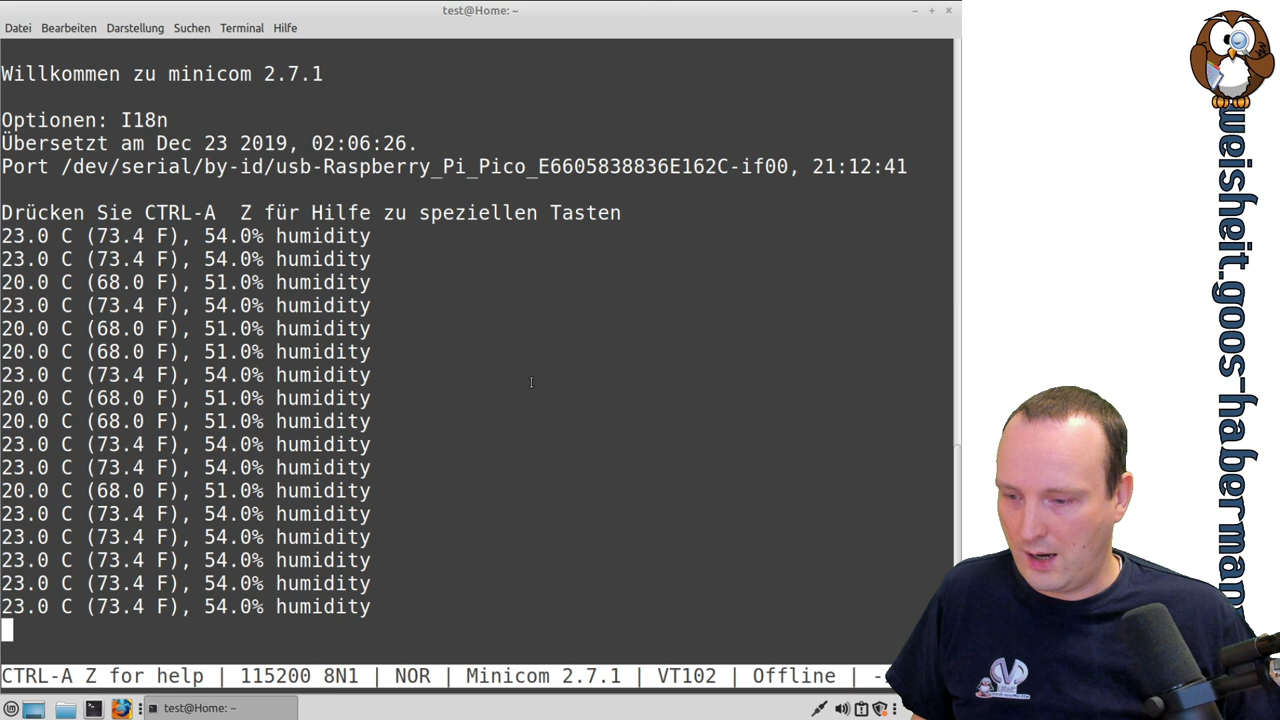 test@Home: ~
Datei Bearbeiten Darstellung Suchen Terminal Hilfe
Willkommen zu minicom 2.7.1
Optionen: I18n
Übersetzt am Dec 23 2019, 02:06:26.
Port /dev/serial/by-id/usb-Raspberry_Pi_Pico_E6605838836E162C-if00, 21:12:41
Drücken Sie CTRL-A  Z für Hilfe zu speziellen Tasten
23.0 C (73.4 F), 54.0% humidity
23.0 C (73.4 F), 54.0% humidity
20.0 C (68.0 F), 51.0% humidity
23.0 C (73.4 F), 54.0% humidity
20.0 C (68.0 F), 51.0% humidity
20.0 C (68.0 F), 51.0% humidity
23.0 C (73.4 F), 54.0% humidity
20.0 C (68.0 F), 51.0% humidity
20.0 C (68.0 F), 51.0% humidity
23.0 C (73.4 F), 54.0% humidity
23.0 C (73.4 F), 54.0% humidity
20.0 C (68.0 F), 51.0% humidity
23.0 C (73.4 F), 54.0% humidity
23.0 C (73.4 F), 54.0% humidity
23.0 C (73.4 F), 54.0% humidity
23.0 C (73.4 F), 54.0% humidity
23.0 C (73.4 F), 54.0% humidity
CTRL-A Z for help | 115200 8N1 | NOR | Minicom 2.7.1 | VT102 | Offline |
test@Home: ~
weisheit.goos-haberman